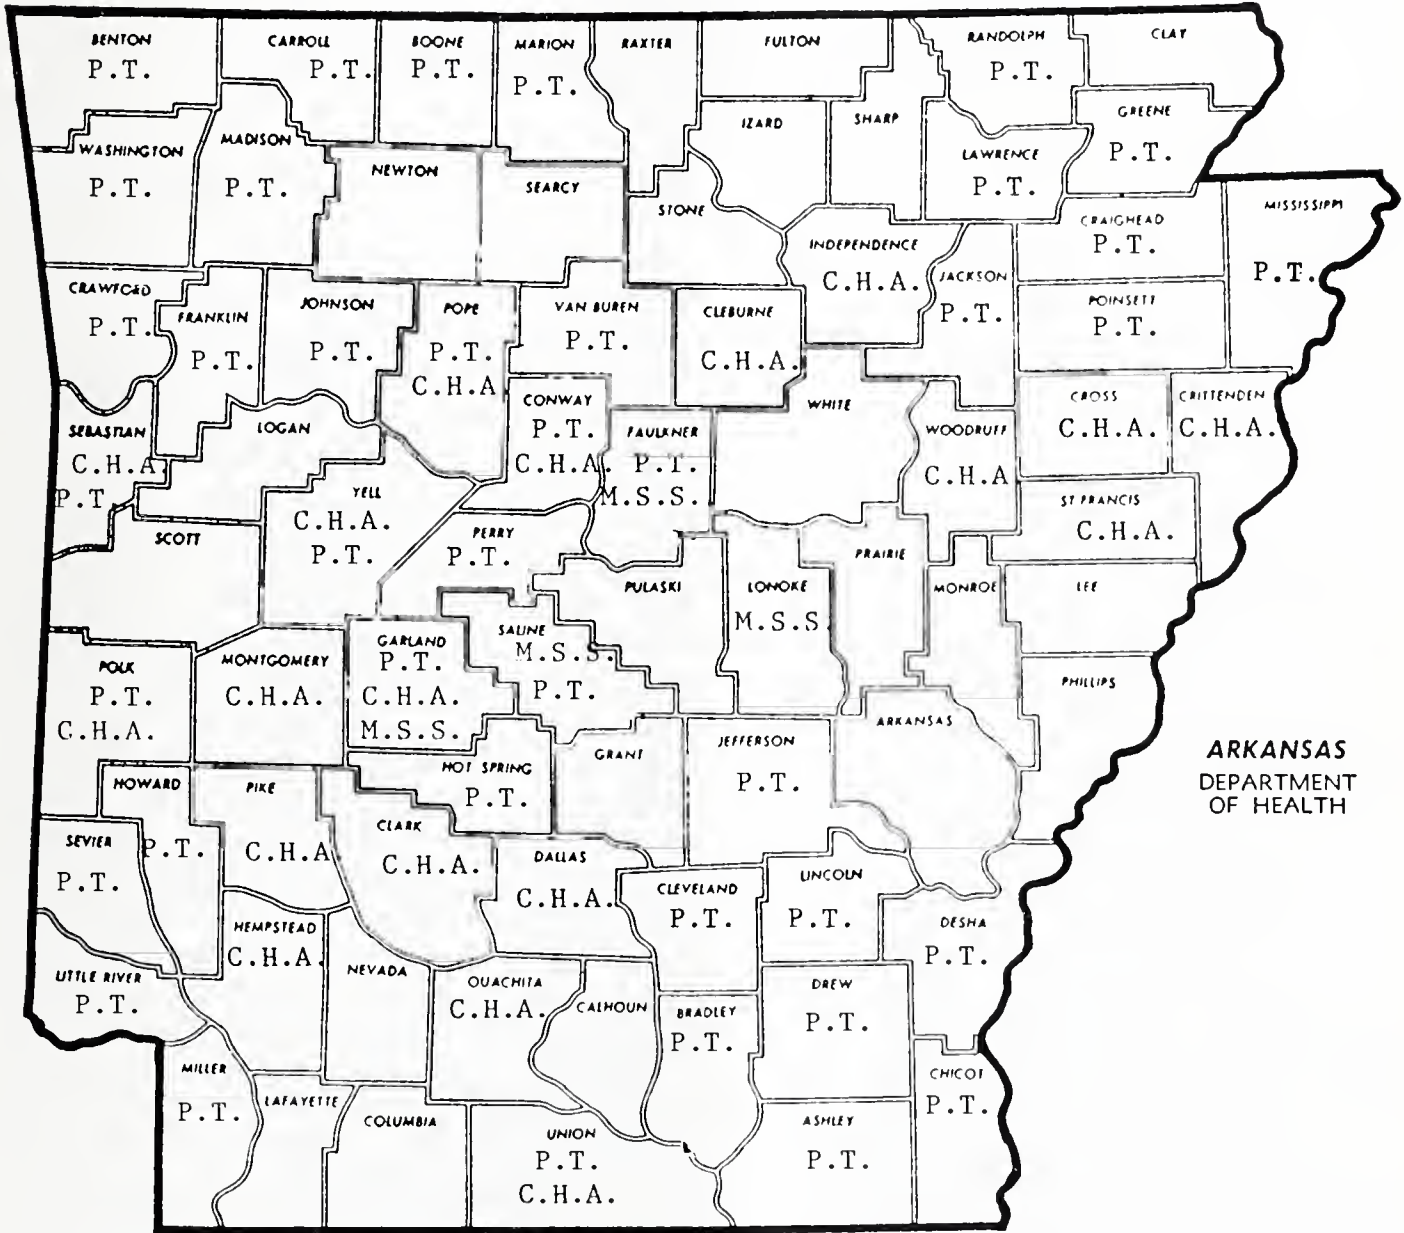 BENTON
P.T.
CARROLL
P.T.
BOONE
P.T.
MARION
P.T.
BAXTER
FULTON
RANDOLPH
P.T.
CLAY
WASHINGTON
P.T.
MADISON
P.T.
NEWTON
SEARCY
STONE
IZARD
SHARP
LAWRENCE
P.T.
GREENE
P.T.
INDEPENDENCE
C.H.A.
JACKSON
P.T.
CRAIGHEAD
P.T.
MISSISSIPPI
P.T.
CRAWFORD
P.T.
FRANKLIN
P.T.
JOHNSON
P.T.
POPE
P.T.
C.H.A
VAN BUREN
P.T.
CLEBURNE
C.H.A.
POINSETT
P.T.
SEBASTIAN
C.H.A
P.T
LOGAN
CONWAY
P.T.
C.H.A.
FAULKNER
P.T.
M.S.S.
WHITE
WOODRUFF
C.H.A
CROSS
C.H.A.
CRITTENDEN
C.H.A.
SCOTT
YELL
C.H.A.
P.T.
PERRY
P.T.
PULASKI
LONOKE
M.S.S.
PRAIRIE
MONROE
ST FRANCIS
C.H.A.
LEE
PHILLIPS
POLK
P.T.
C.H.A.
MONTGOMERY
C.H.A.
GARLAND
P.T.
C.H.A.
M.S.S.
SALINE
M.S.S.
P.T.
HOT SPRING
P.T.
GRANT
JEFFERSON
P.T.
ARKANSAS
ARKANSAS
DEPARTMENT
OF HEALTH
HOWARD
P.T.
PIKE
C.H.A
CLARK
C.H.A.
SEVIER
P.T.
DALLAS
C.H.A.
CLEVELAND
P.T.
LINCOLN
P.T.
DESHA
P.T.
LITTLE RIVER
P.T.
HEMPSTEAD
C.H.A.
NEVADA
OUACHITA
C.H.A.
CALHOUN
BRADLEY
P.T.
DREW
P.T.
MILLER
P.T.
LAFAYETTE
COLUMBIA
UNION
P.T.
C.H.A.
ASHLEY
P.T.
CHICOT
P.T.